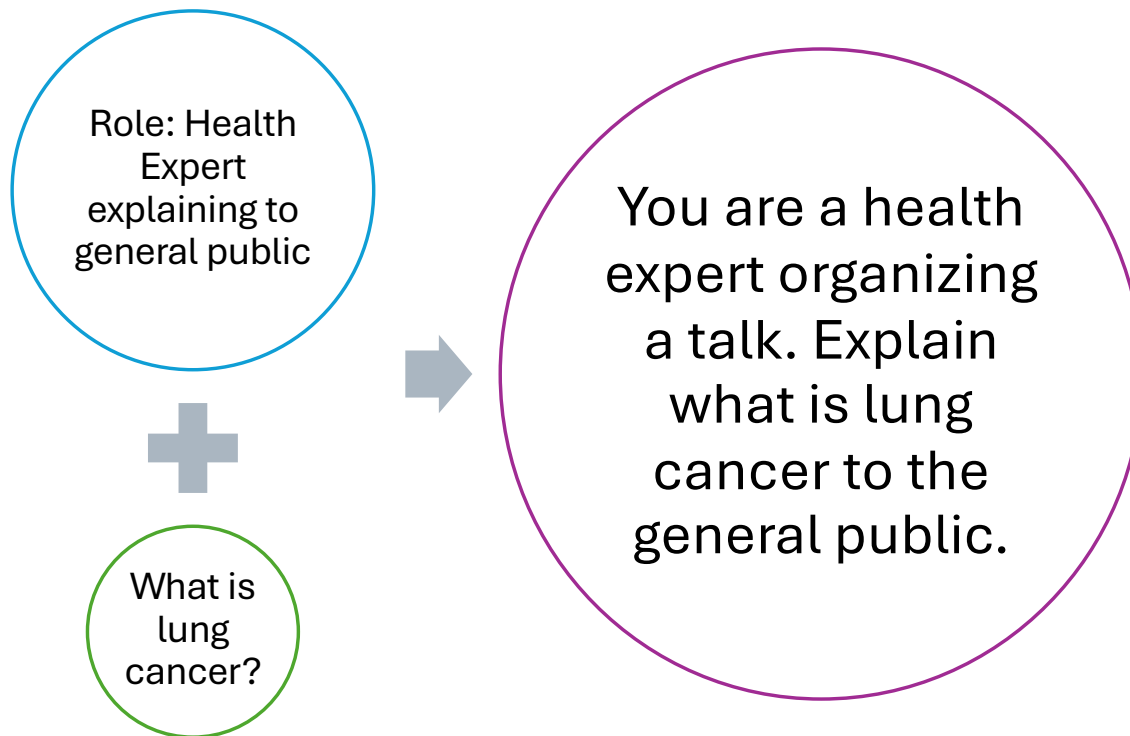 Role: Health
Expert
explaining to
general public
What is
lung
cancer?
You are a health
expert organizing
a talk. Explain
what is lung
cancer to the
general public.